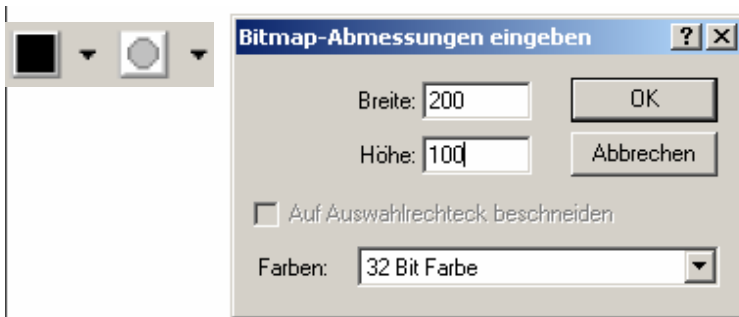 Bitmap-Abmessungen eingeben ? X
Breite: 200 OK
Höhe: 100 Abbrechen
Auf Auswahlrechteck beschneiden
Farben: 32 Bit Farbe